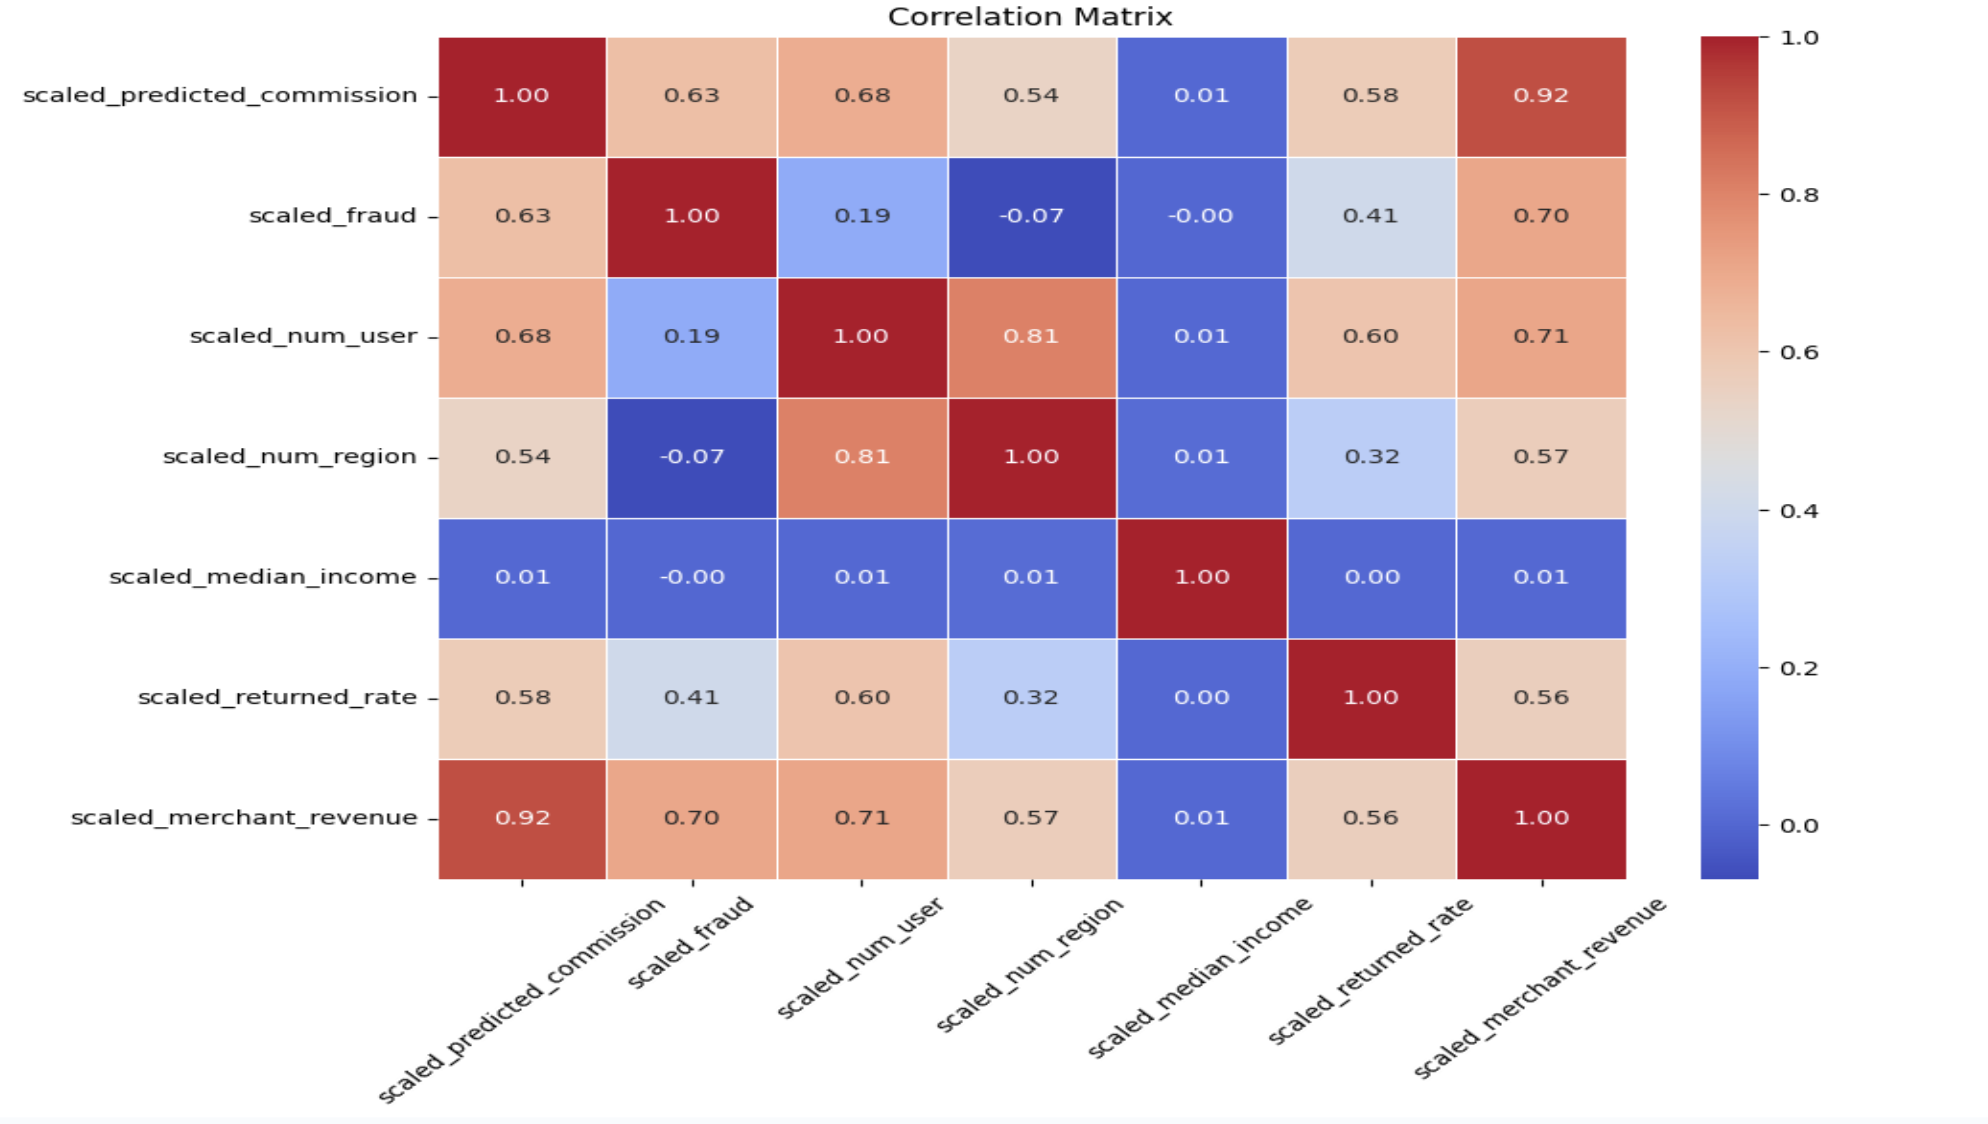 Correlation Matrix
scaled_predicted_commission 1.00 0.63 0.68 0.54 0.01 0.58 0.92
scaled_fraud 0.63 1.00 0.19 -0.07 -0.00 0.41 0.70
scaled_num_user 0.68 0.19 1.00 0.81 0.01 0.60 0.71
scaled_num_region 0.54 -0.07 0.81 1.00 0.01 0.32 0.57
scaled_median_income 0.01 -0.00 0.01 0.01 1.00 0.00 0.01
scaled_returned_rate 0.58 0.41 0.60 0.32 0.00 1.00 0.56
scaled_merchant_revenue 0.92 0.70 0.71 0.57 0.01 0.56 1.00
scaled_predicted_commission
scaled_fraud
scaled_num_user
scaled_num_region
scaled_median_income
scaled_returned_rate
scaled_merchant_revenue
1.0
0.8
0.6
0.4
0.2
0.0